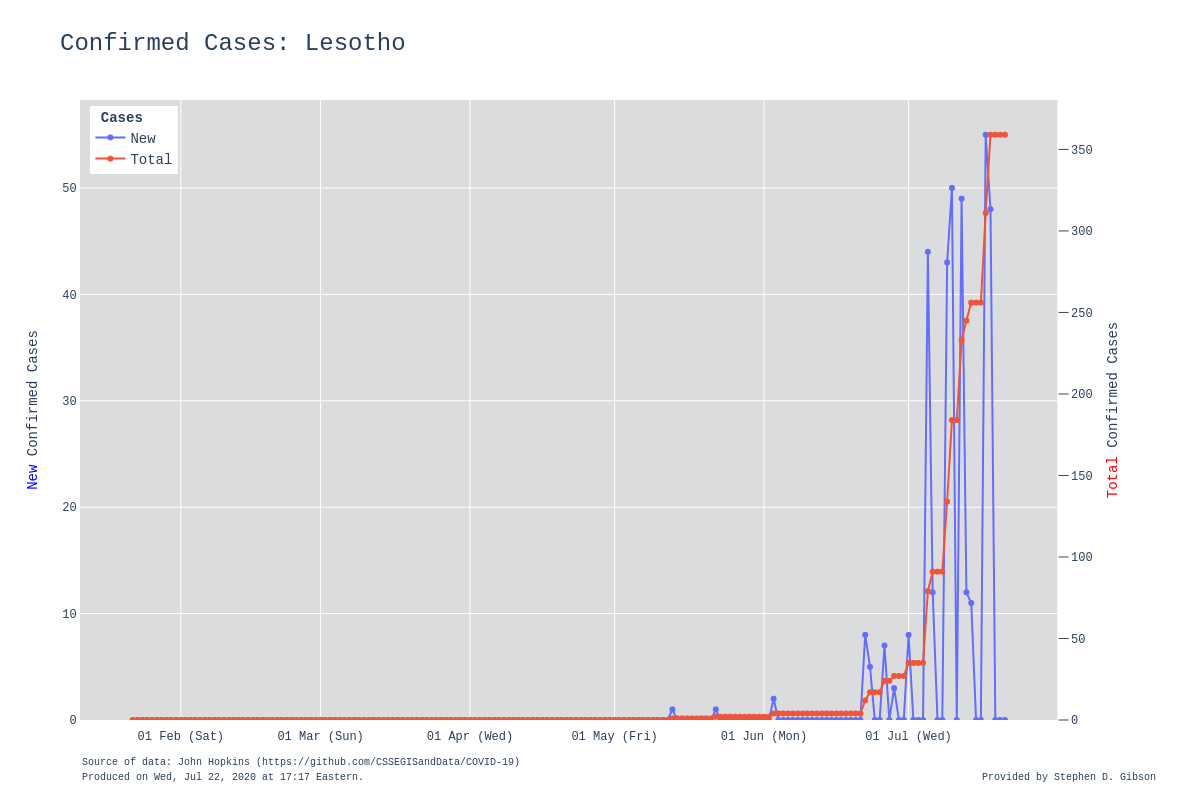 Confirmed Cases: Lesotho
Cases
New
Total
50
40
30
20
10
0
350
300
250
200
150
100
50
0
New Confirmed Cases
Total Confirmed Cases
01 Feb (Sat)
01 Mar (Sun)
01 Apr (Wed)
01 May (Fri)
01 Jun (Mon)
01 Jul (Wed)
Source of data: John Hopkins (https://github.com/CSSEGISandData/COVID-19)
Produced on Wed, Jul 22, 2020 at 17:17 Eastern.
Provided by Stephen D. Gibson